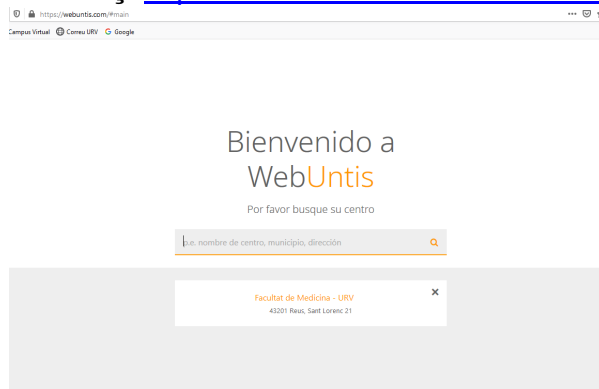 https://webuntis.com/#main
Campus Virtual Correu URV Google
Bienvenido a
WebUntis
Por favor busque su centro
p.e. nombre de centro, municipio, dirección
Facultat de Medicina - URV
43201 Reus, Sant Lorenc 21